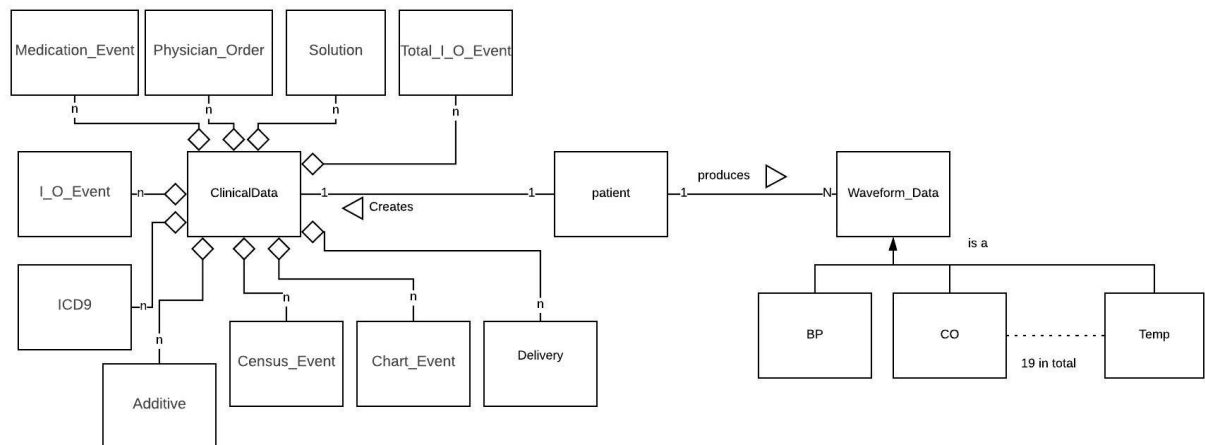 Medication_Event
Physician_Order
Solution
Total_I_O_Event
n
n
n
n
I_O_Event
n
ClinicalData
1
1
patient
1
produces
N
Waveform_Data
Creates
is a
ICD9
n
n
n
n
n
BP
CO
Temp
19 in total
Additive
Census_Event
Chart_Event
Delivery